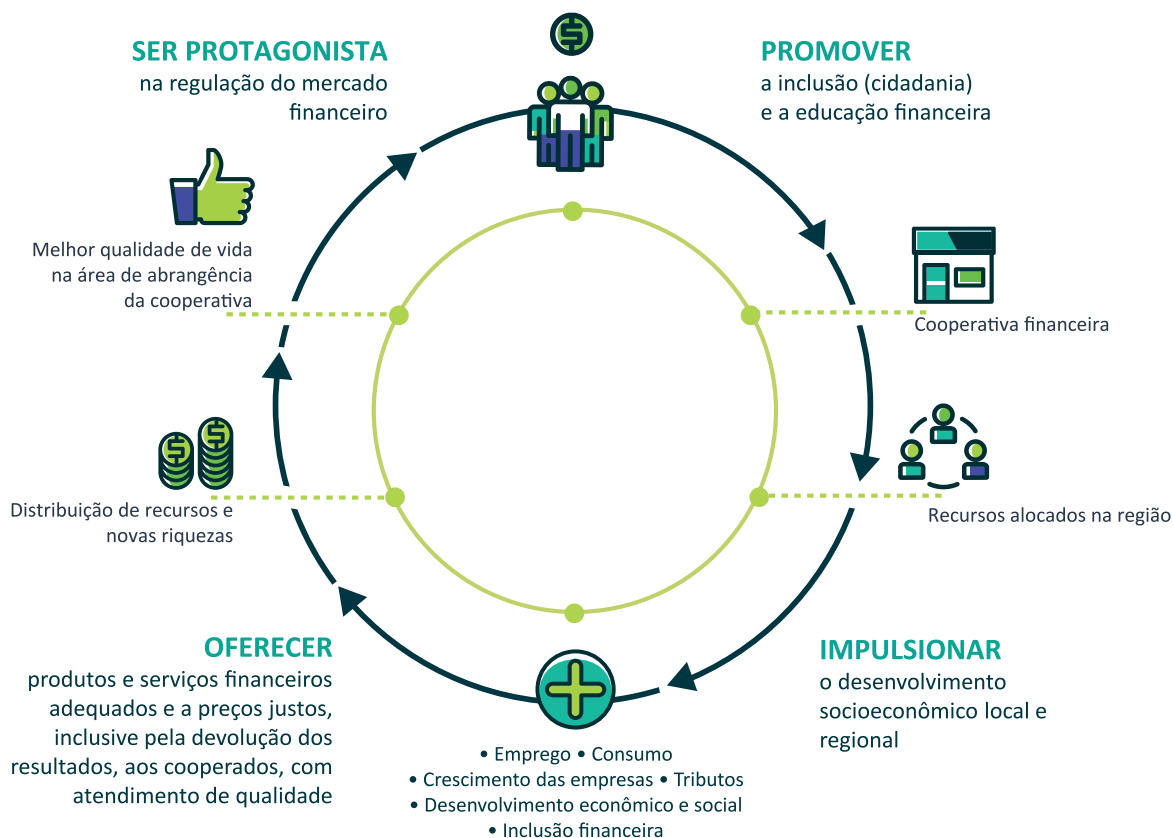 SER PROTAGONISTA
na regulação do mercado
financeiro
PROMOVER
a inclusão (cidadania)
e a educação financeira
Melhor qualidade de vida
na área de abrangência
da cooperativa
Cooperativa financeira
Distribuição de recursos e
novas riquezas
Recursos alocados na região
OFERECER
produtos e serviços financeiros
adequados e a preços justos,
inclusive pela devolução dos
resultados, aos cooperados, com
atendimento de qualidade
• Emprego • Consumo
• Crescimento das empresas • Tributos
• Desenvolvimento econômico e social
• Inclusão financeira
IMPULSIONAR
o desenvolvimento
socioeconômico local e
regional